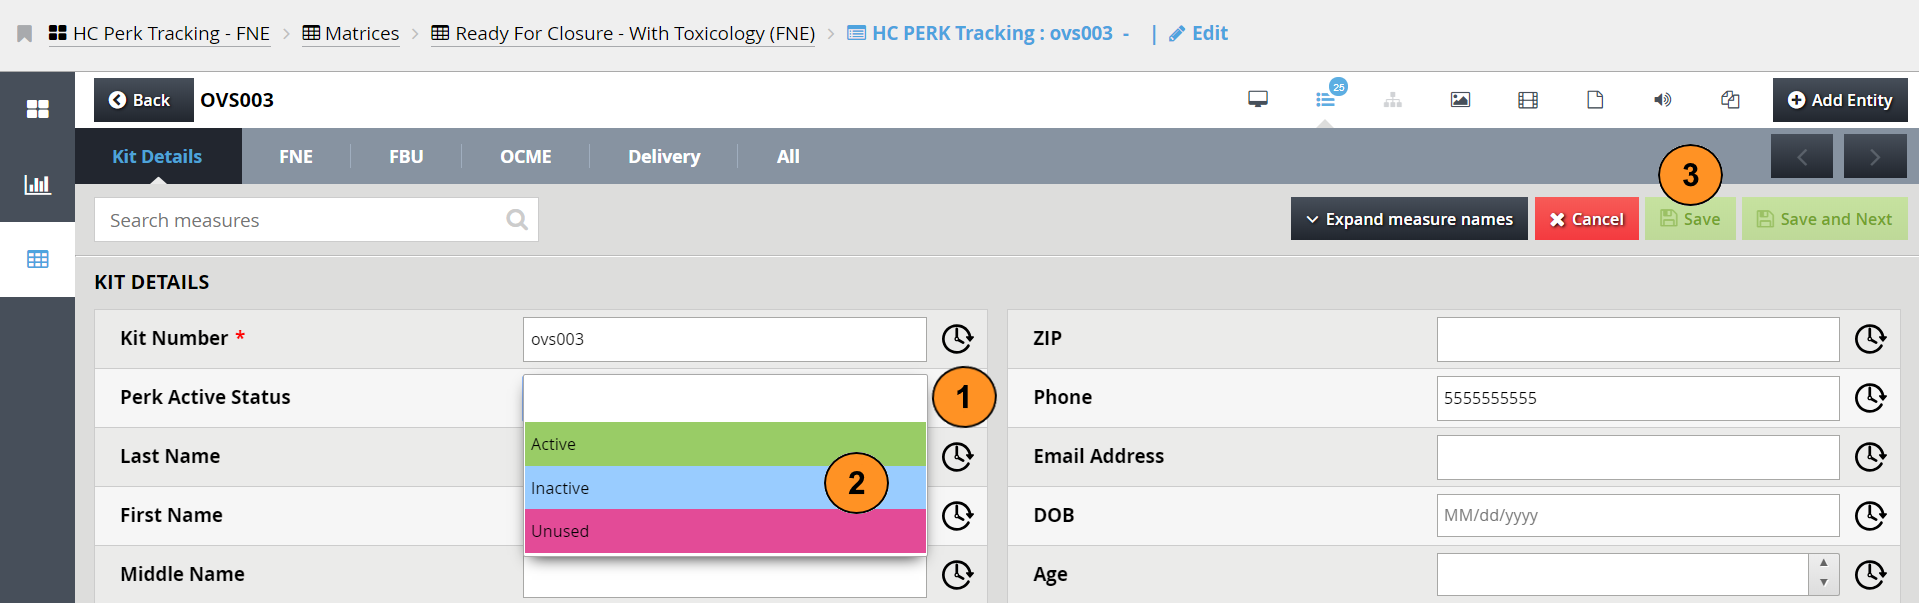 HC Perk Tracking - FNE > Matrices > Ready For Closure - With Toxicology (FNE) > HC PERK Tracking : ovs003 - | Edit
Back OVS003 25 Add Entity
Kit Details FNE FBU OCME Delivery All
3
Search measures Expand measure names Cancel Save Save and Next
KIT DETAILS
Kit Number * ovs003 ZIP
Perk Active Status 1 Phone 5555555555
Active
Last Name Email Address
Inactive 2
First Name DOB MM/dd/yyyy
Unused
Middle Name Age